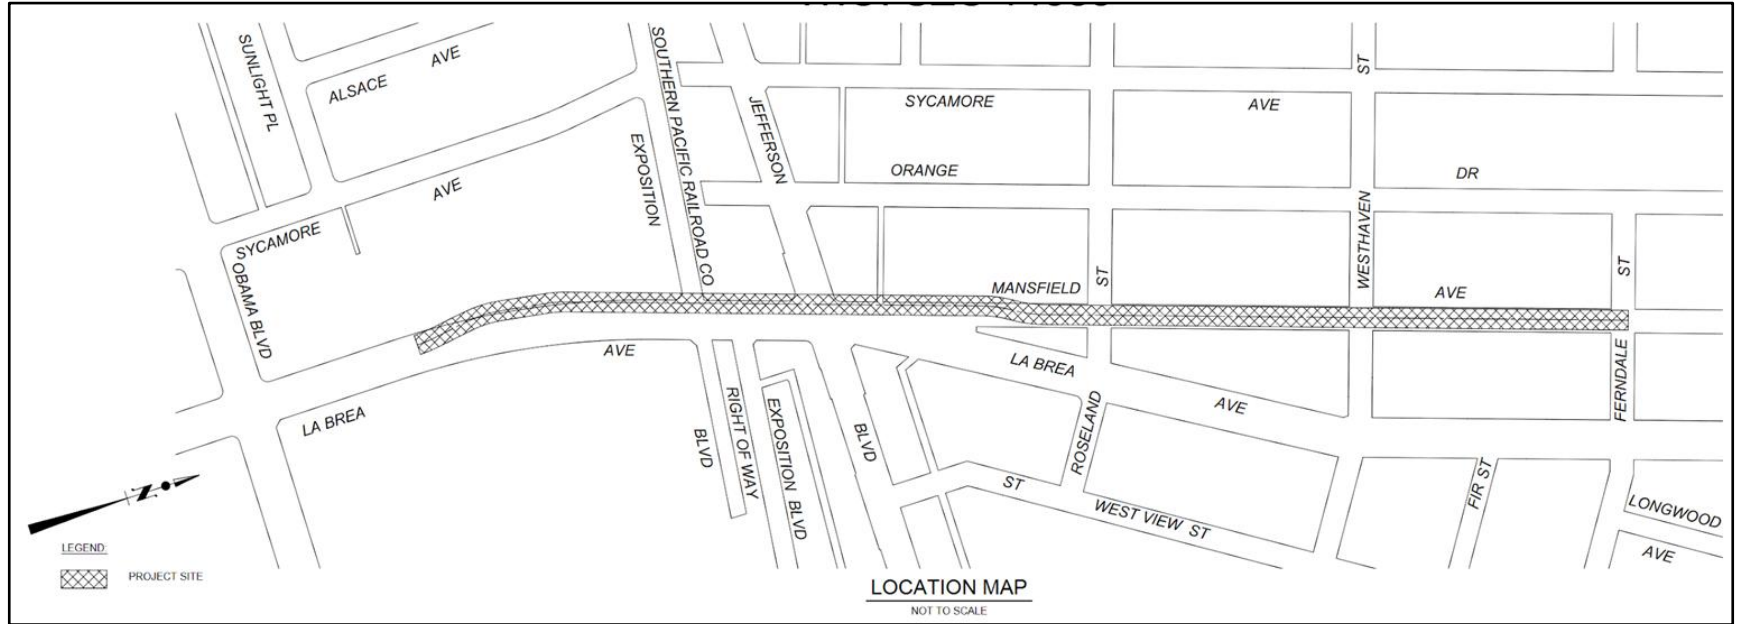 SUNLIGHT PL
ALSACE
AVE
SYCAMORE
AVE
OBAMA BLVD
LA BREA
AVE
EXPOSITION
BLVD
SOUTHERN PACIFIC RAILROAD CO
RIGHT OF WAY
EXPOSITION BLVD
JEFFERSON
BLVD
SYCAMORE
AVE
ORANGE
DR
MANSFIELD
AVE
ST
ST
WESTHAVEN
ST
FERNDALE
LA BREA
AVE
ROSELAND
ST
WEST VIEW ST
FIR ST
LONGWOOD
AVE
N
LEGEND:
PROJECT SITE
LOCATION MAP
NOT TO SCALE